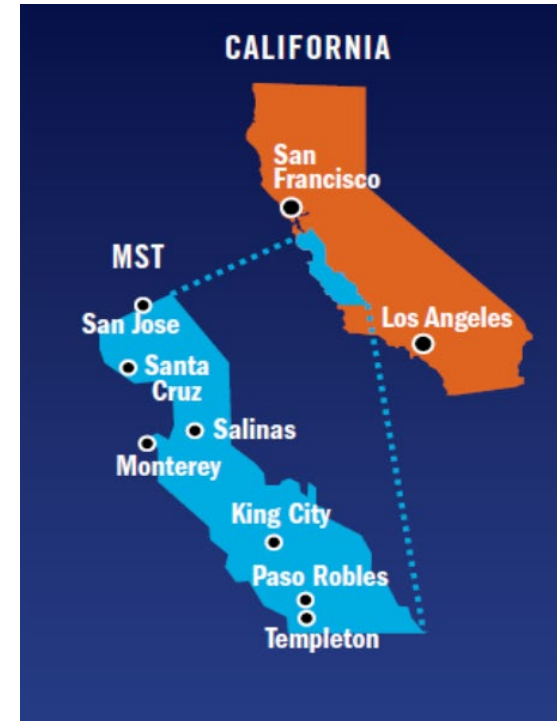 CALIFORNIA
San
Francisco
MST
Los Angeles
San Jose
Santa
Cruz
Salinas
Monterey
King City
Paso Robles
Templeton